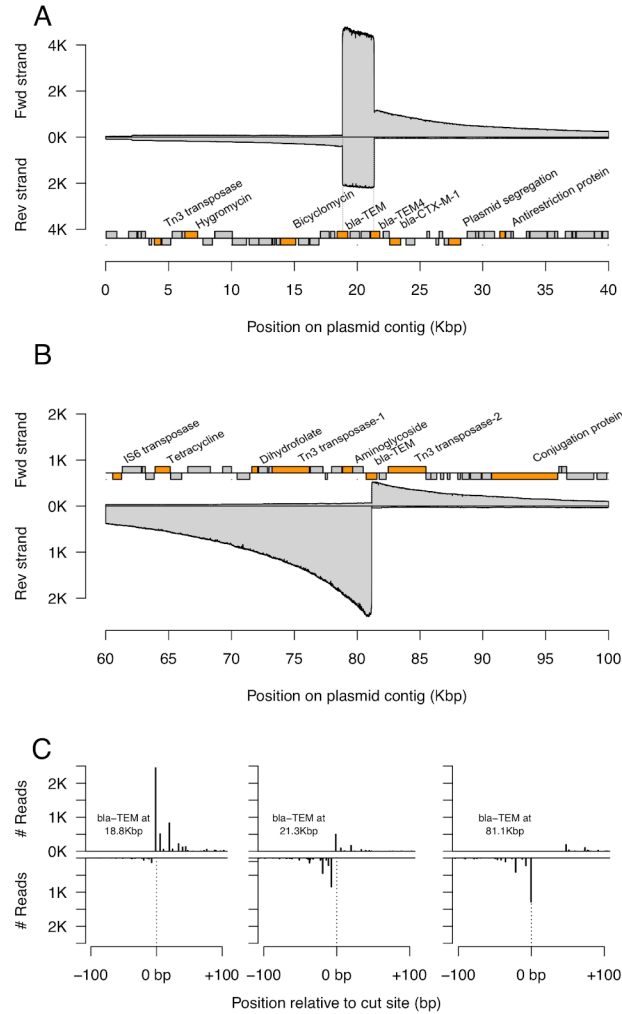 A
Fwd strand
Rev strand
4K
2K
0K
2K
4K
Tn3 transposase
Hygromycin
Bicyclomycin
bla−TEM
bla−TEM4
bla−CTX−M−1
Plasmid segregation
Antirestriction protein
0 5 10 15 20 25 30 35 40
Position on plasmid contig (Kbp)
B
Fwd strand
Rev strand
2K
1K
0K
1K
2K
IS6 transposase
Tetracycline
Dihydrofolate
Tn3 transposase−1
Aminoglycoside
bla−TEM
Tn3 transposase−2
Conjugation protein
60 65 70 75 80 85 90 95 100
Position on plasmid contig (Kbp)
C
# Reads
# Reads
2K
1K
0K
1K
2K
bla−TEM at
18.8Kbp
bla−TEM at
21.3Kbp
bla−TEM at
81.1Kbp
−100 0 bp +100
−100 0 bp +100
−100 0 bp +100
Position relative to cut site (bp)